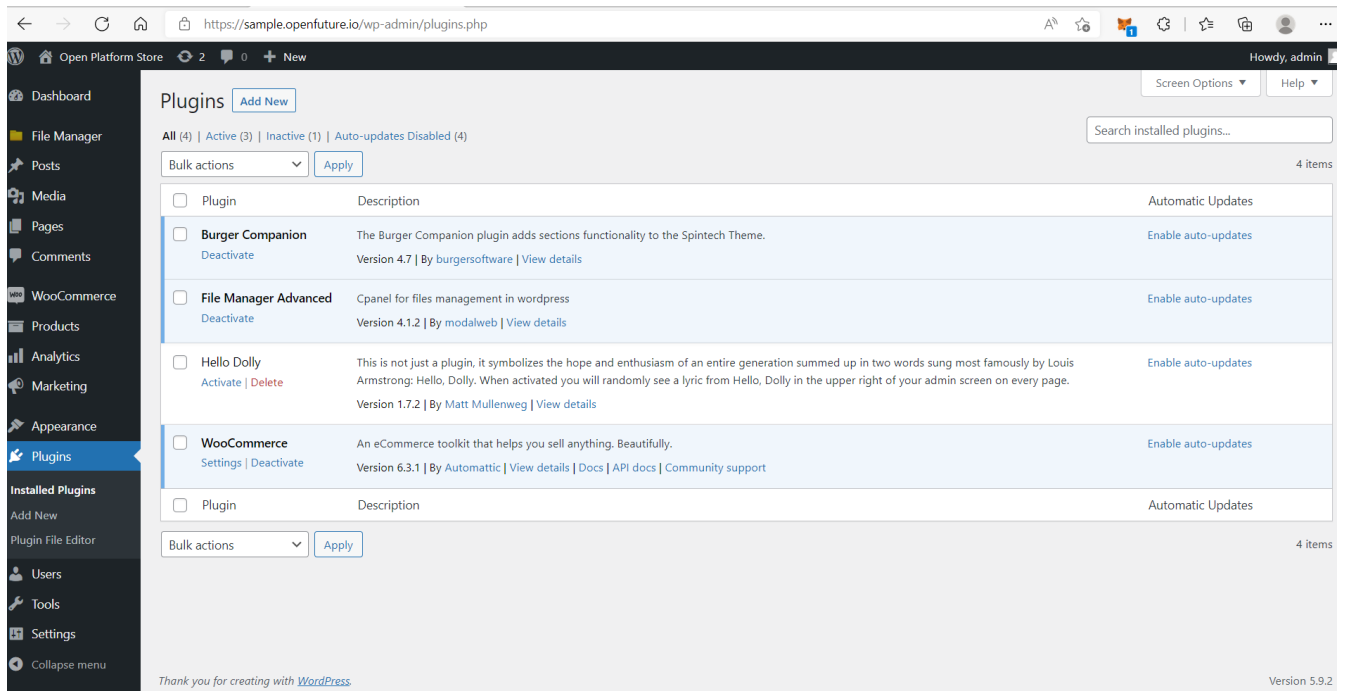 https://sample.openfuture.io/wp-admin/plugins.php
1
Open Platform Store 2 0 New
Howdy, admin
Dashboard
File Manager
Posts
Media
Pages
Comments
WooCommerce
Products
Analytics
Marketing
Appearance
Plugins
Installed Plugins
Add New
Plugin File Editor
Users
Tools
Settings
Collapse menu
Screen Options ▼ Help ▼
Plugins Add New
All (4) | Active (3) | Inactive (1) | Auto-updates Disabled (4)
Search installed plugins...
Bulk actions Apply
4 items
Plugin Description Automatic Updates
Burger Companion The Burger Companion plugin adds sections functionality to the Spintech Theme. Enable auto-updates
Deactivate Version 4.7 | By burgersoftware | View details
File Manager Advanced Cpanel for files management in wordpress Enable auto-updates
Deactivate Version 4.1.2 | By modalweb | View details
Hello Dolly This is not just a plugin, it symbolizes the hope and enthusiasm of an entire generation summed up in two words sung most famously by Louis Enable auto-updates
Activate | Delete Armstrong: Hello, Dolly. When activated you will randomly see a lyric from Hello, Dolly in the upper right of your admin screen on every page.
Version 1.7.2 | By Matt Mullenweg | View details
WooCommerce An eCommerce toolkit that helps you sell anything. Beautifully. Enable auto-updates
Settings | Deactivate Version 6.3.1 | By Automattic | View details | Docs | API docs | Community support
Plugin Description Automatic Updates
Bulk actions Apply
4 items
Thank you for creating with WordPress.
Version 5.9.2